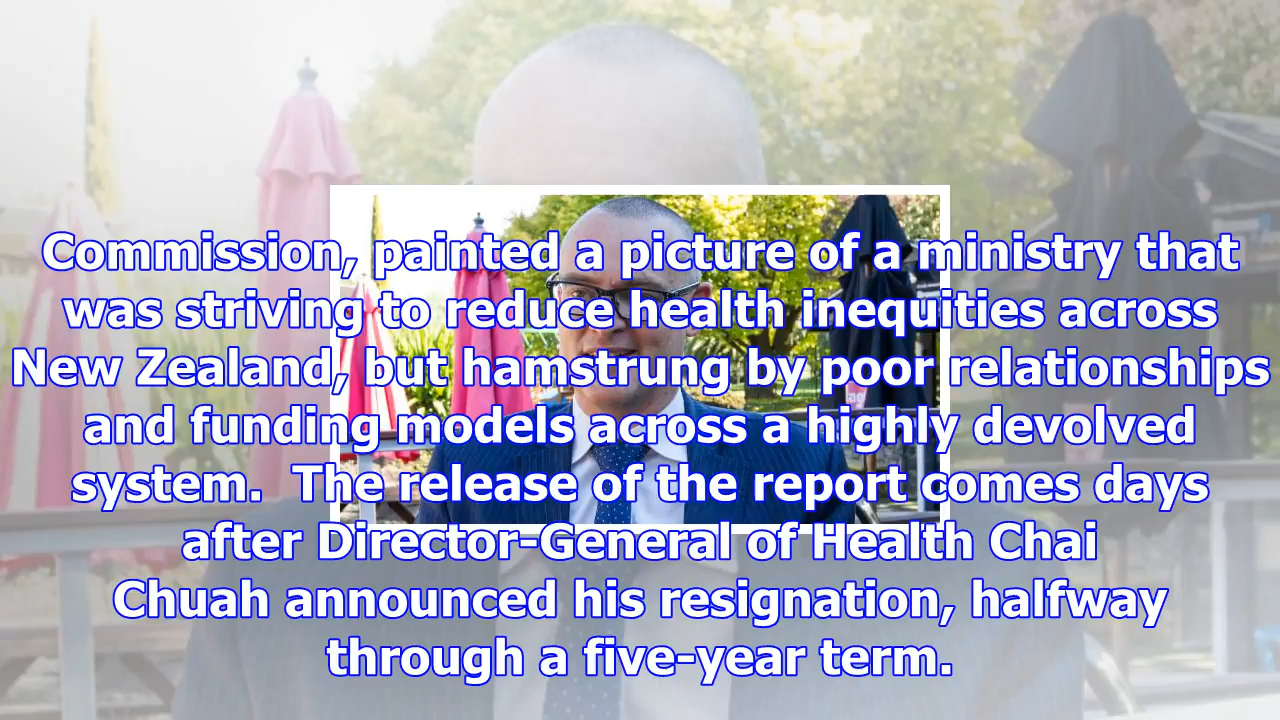 Commission, painted a picture of a ministry that
was striving to reduce health inequities across
New Zealand, but hamstrung by poor relationships
and funding models across a highly devolved
system.  The release of the report comes days
after Director-General of Health Chai
Chuah announced his resignation, halfway
through a five-year term.